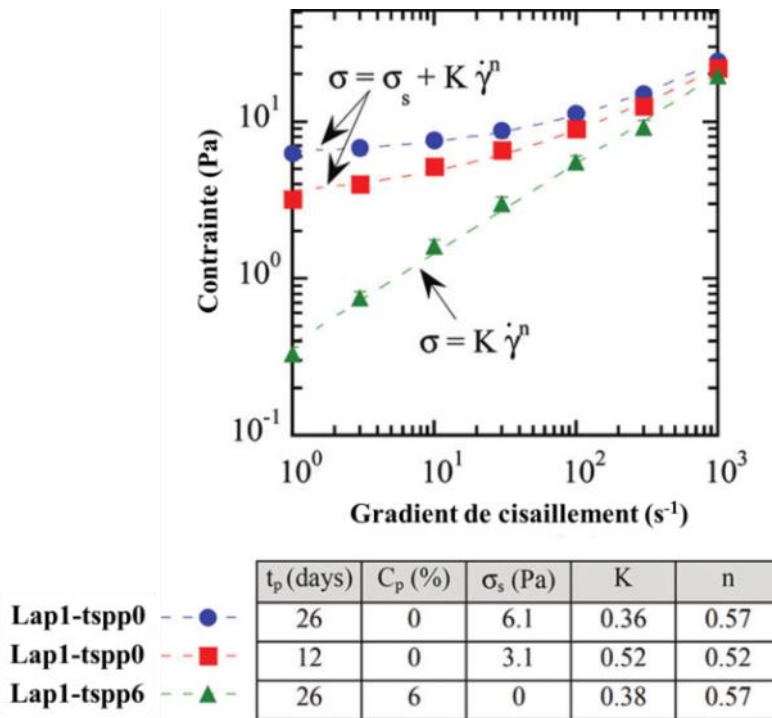 σ = σₛ + K γ̇ⁿ
Contrainte (Pa)
10¹
10⁰
10⁻¹
σ = K γ̇ⁿ
10⁰ 10¹ 10² 10³
Gradient de cisaillement (s⁻¹)
tₚ (days) Cₚ (%) σₛ (Pa) K n
Lap1-tspp0 26 0 6.1 0.36 0.57
Lap1-tspp0 12 0 3.1 0.52 0.52
Lap1-tspp6 26 6 0 0.38 0.57